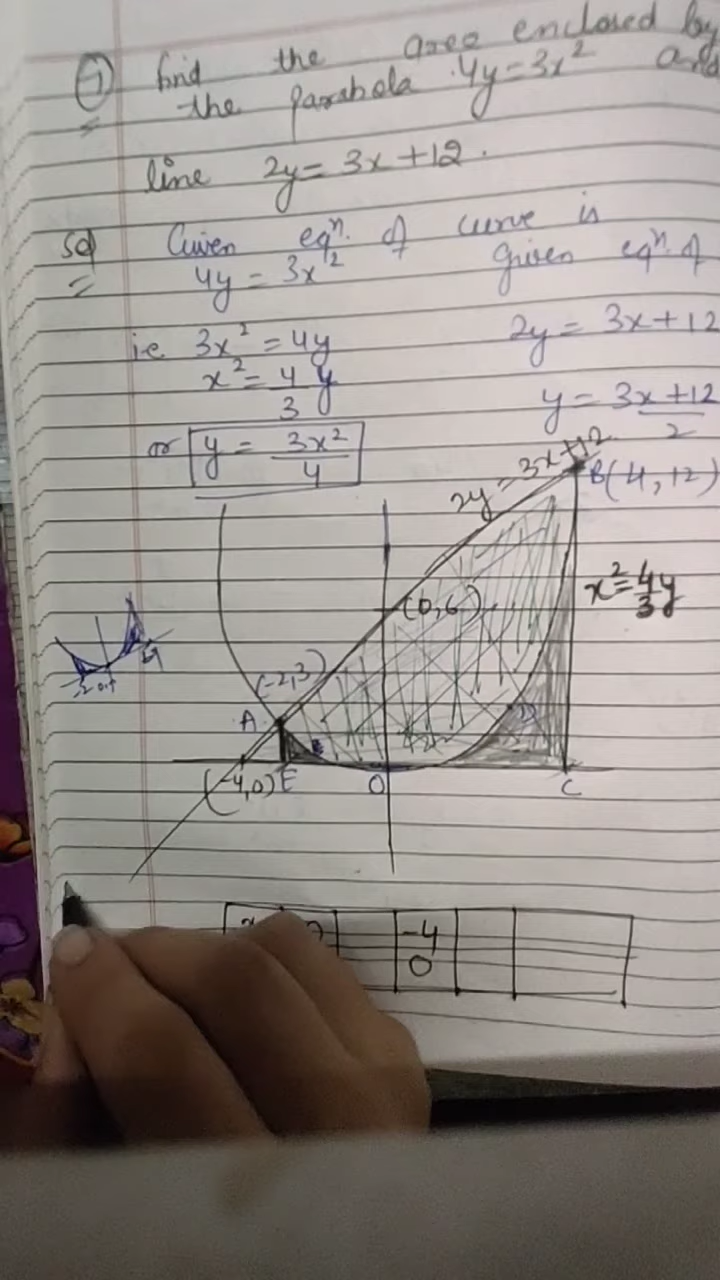 ⑦ find the area enclosed by
the parabola 4y=3x² and
line 2y= 3x+12.
Sol Given eqⁿ. of curve is
4y = 3x²
given eqⁿ. of
i.e 3x² = 4y
2y = 3x+12
x² = 4/3 y
y = 3x+12/2
or y = 3x²/4
2y = 3x+12
B(4,12)
x²=4/3 y
(0,6)
(-2,3)
A
(-4,0) E O C
-4
0